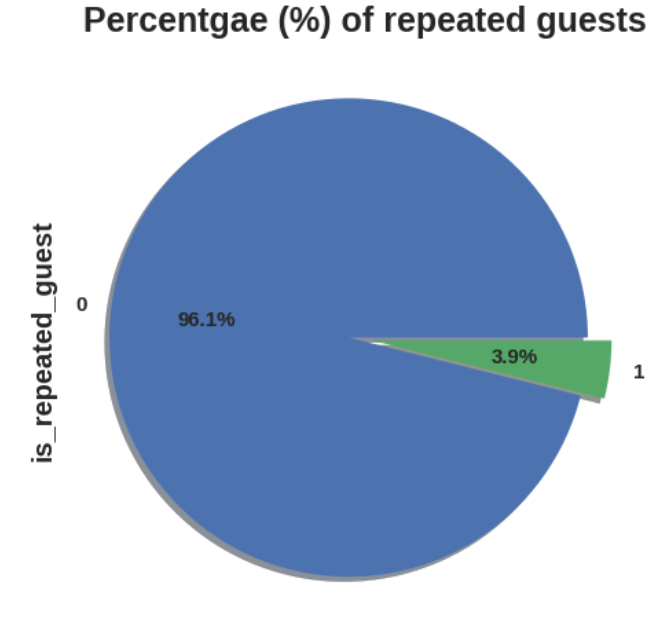 Percentgae (%) of repeated guests
is_repeated_guest
0
96.1%
3.9%
1